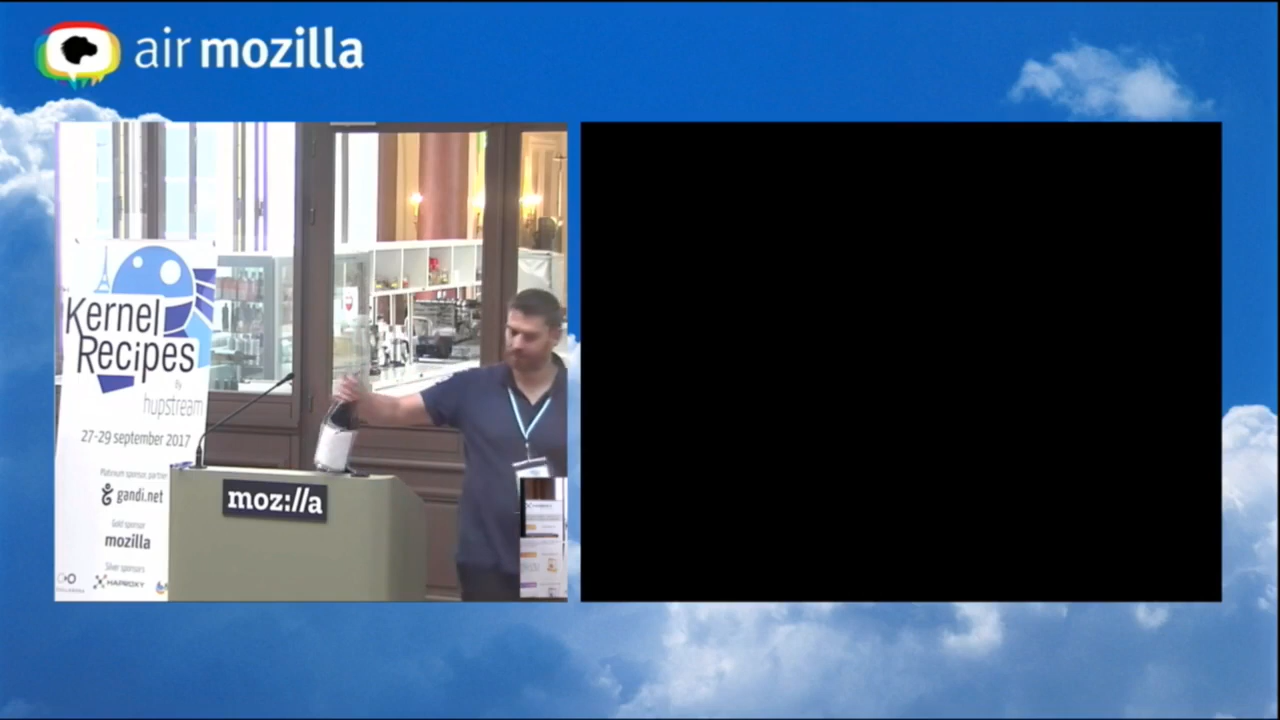 air mozilla
Kernel
Recipes
By
hupstream
27-29 september 2017
Platinum sponsor, partner
gandi.net
Gold sponsor
mozilla
Silver sponsors
HAPROXY
moz://a